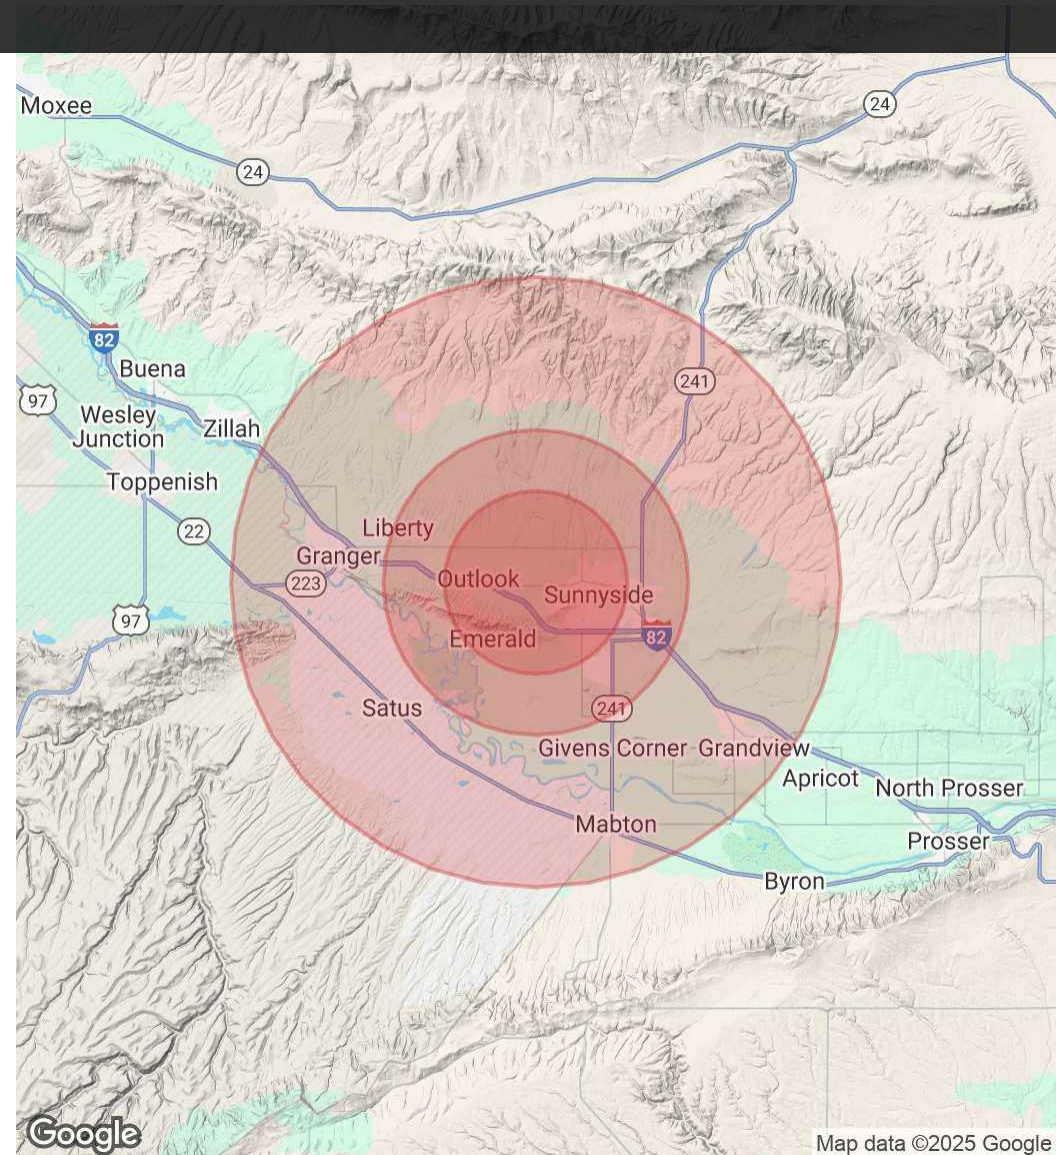 Moxee
24
24
82
Buena
97
241
Wesley
Junction
Zillah
Toppenish
22
Liberty
Granger
223
Outlook
Sunnyside
97
Emerald
82
Satus
241
Givens Corner
Grandview
Apricot
North Prosser
Mabton
Prosser
Byron
Google
Map data ©2025 Google